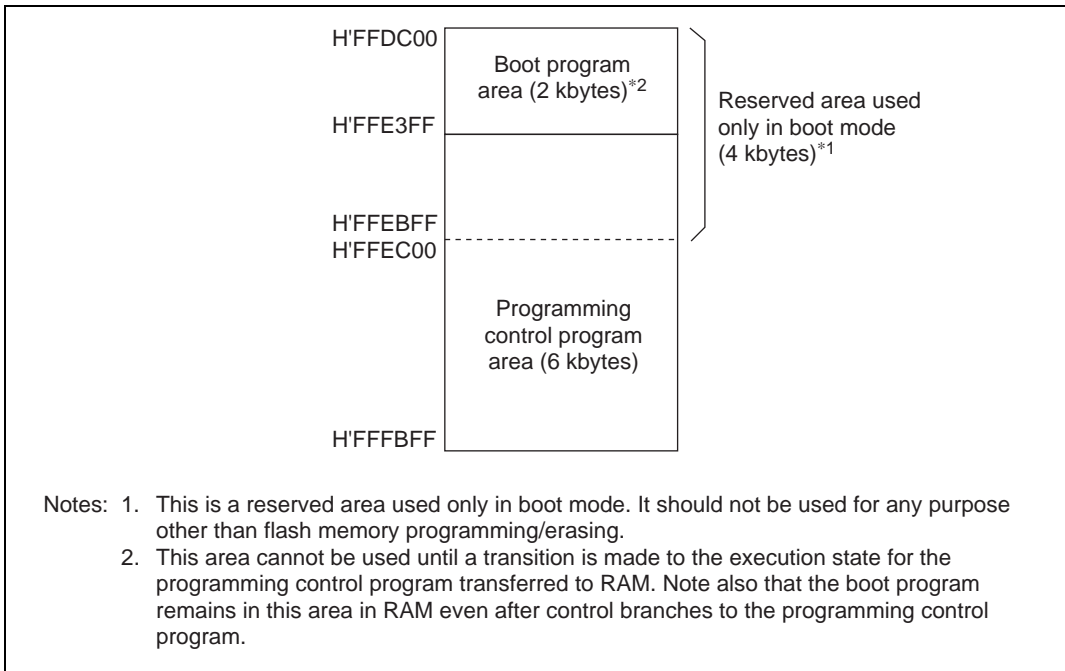 H'FFDC00
Boot program
area (2 kbytes)*2
Reserved area used
only in boot mode
(4 kbytes)*1
H'FFE3FF
H'FFEBFF
H'FFEC00
Programming
control program
area (6 kbytes)
H'FFFBFF
Notes: 1. This is a reserved area used only in boot mode. It should not be used for any purpose
other than flash memory programming/erasing.
2. This area cannot be used until a transition is made to the execution state for the
programming control program transferred to RAM. Note also that the boot program
remains in this area in RAM even after control branches to the programming control
program.